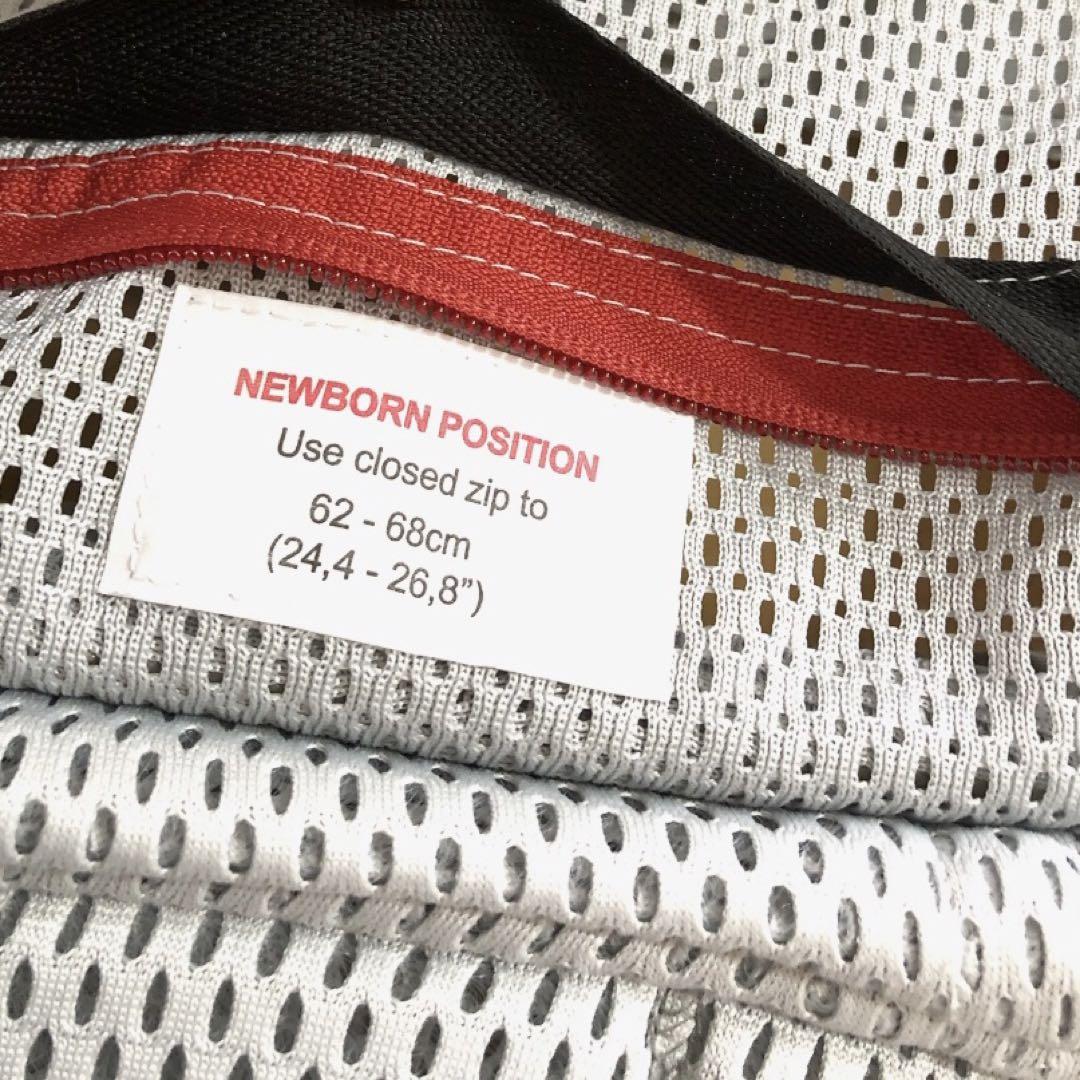 NEWBORN POSITION
Use closed zip to
62 - 68cm
(24,4 - 26,8”)